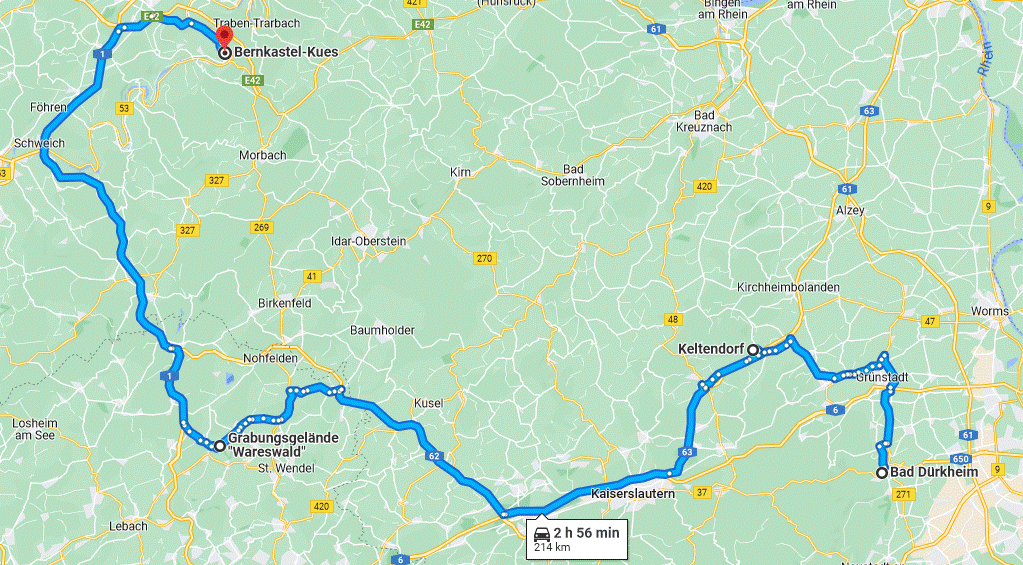 421
(Hunsrück)
Bingen
am Rhein
am Rhein
E42
Traben-Trarbach
E42
61
Rhein
1
Bernkastel-Kues
E42
Föhren
53
63
Bad
Kreuznach
Schweich
53
Morbach
Kirn
Bad
Sobernheim
327
420
61
9
Alzey
327
269
Idar-Oberstein
270
41
Kirchheimbolanden
Birkenfeld
Worms
48
47
Baumholder
Keltendorf
Nohfelden
1
Grünstadt
Kusel
6
Losheim
am See
Grabungsgelände
"Wareswald"
61
62
63
650
9
St. Wendel
Bad Dürkheim
Kaiserslautern
37
271
420
Lebach
2 h 56 min
214 km
6